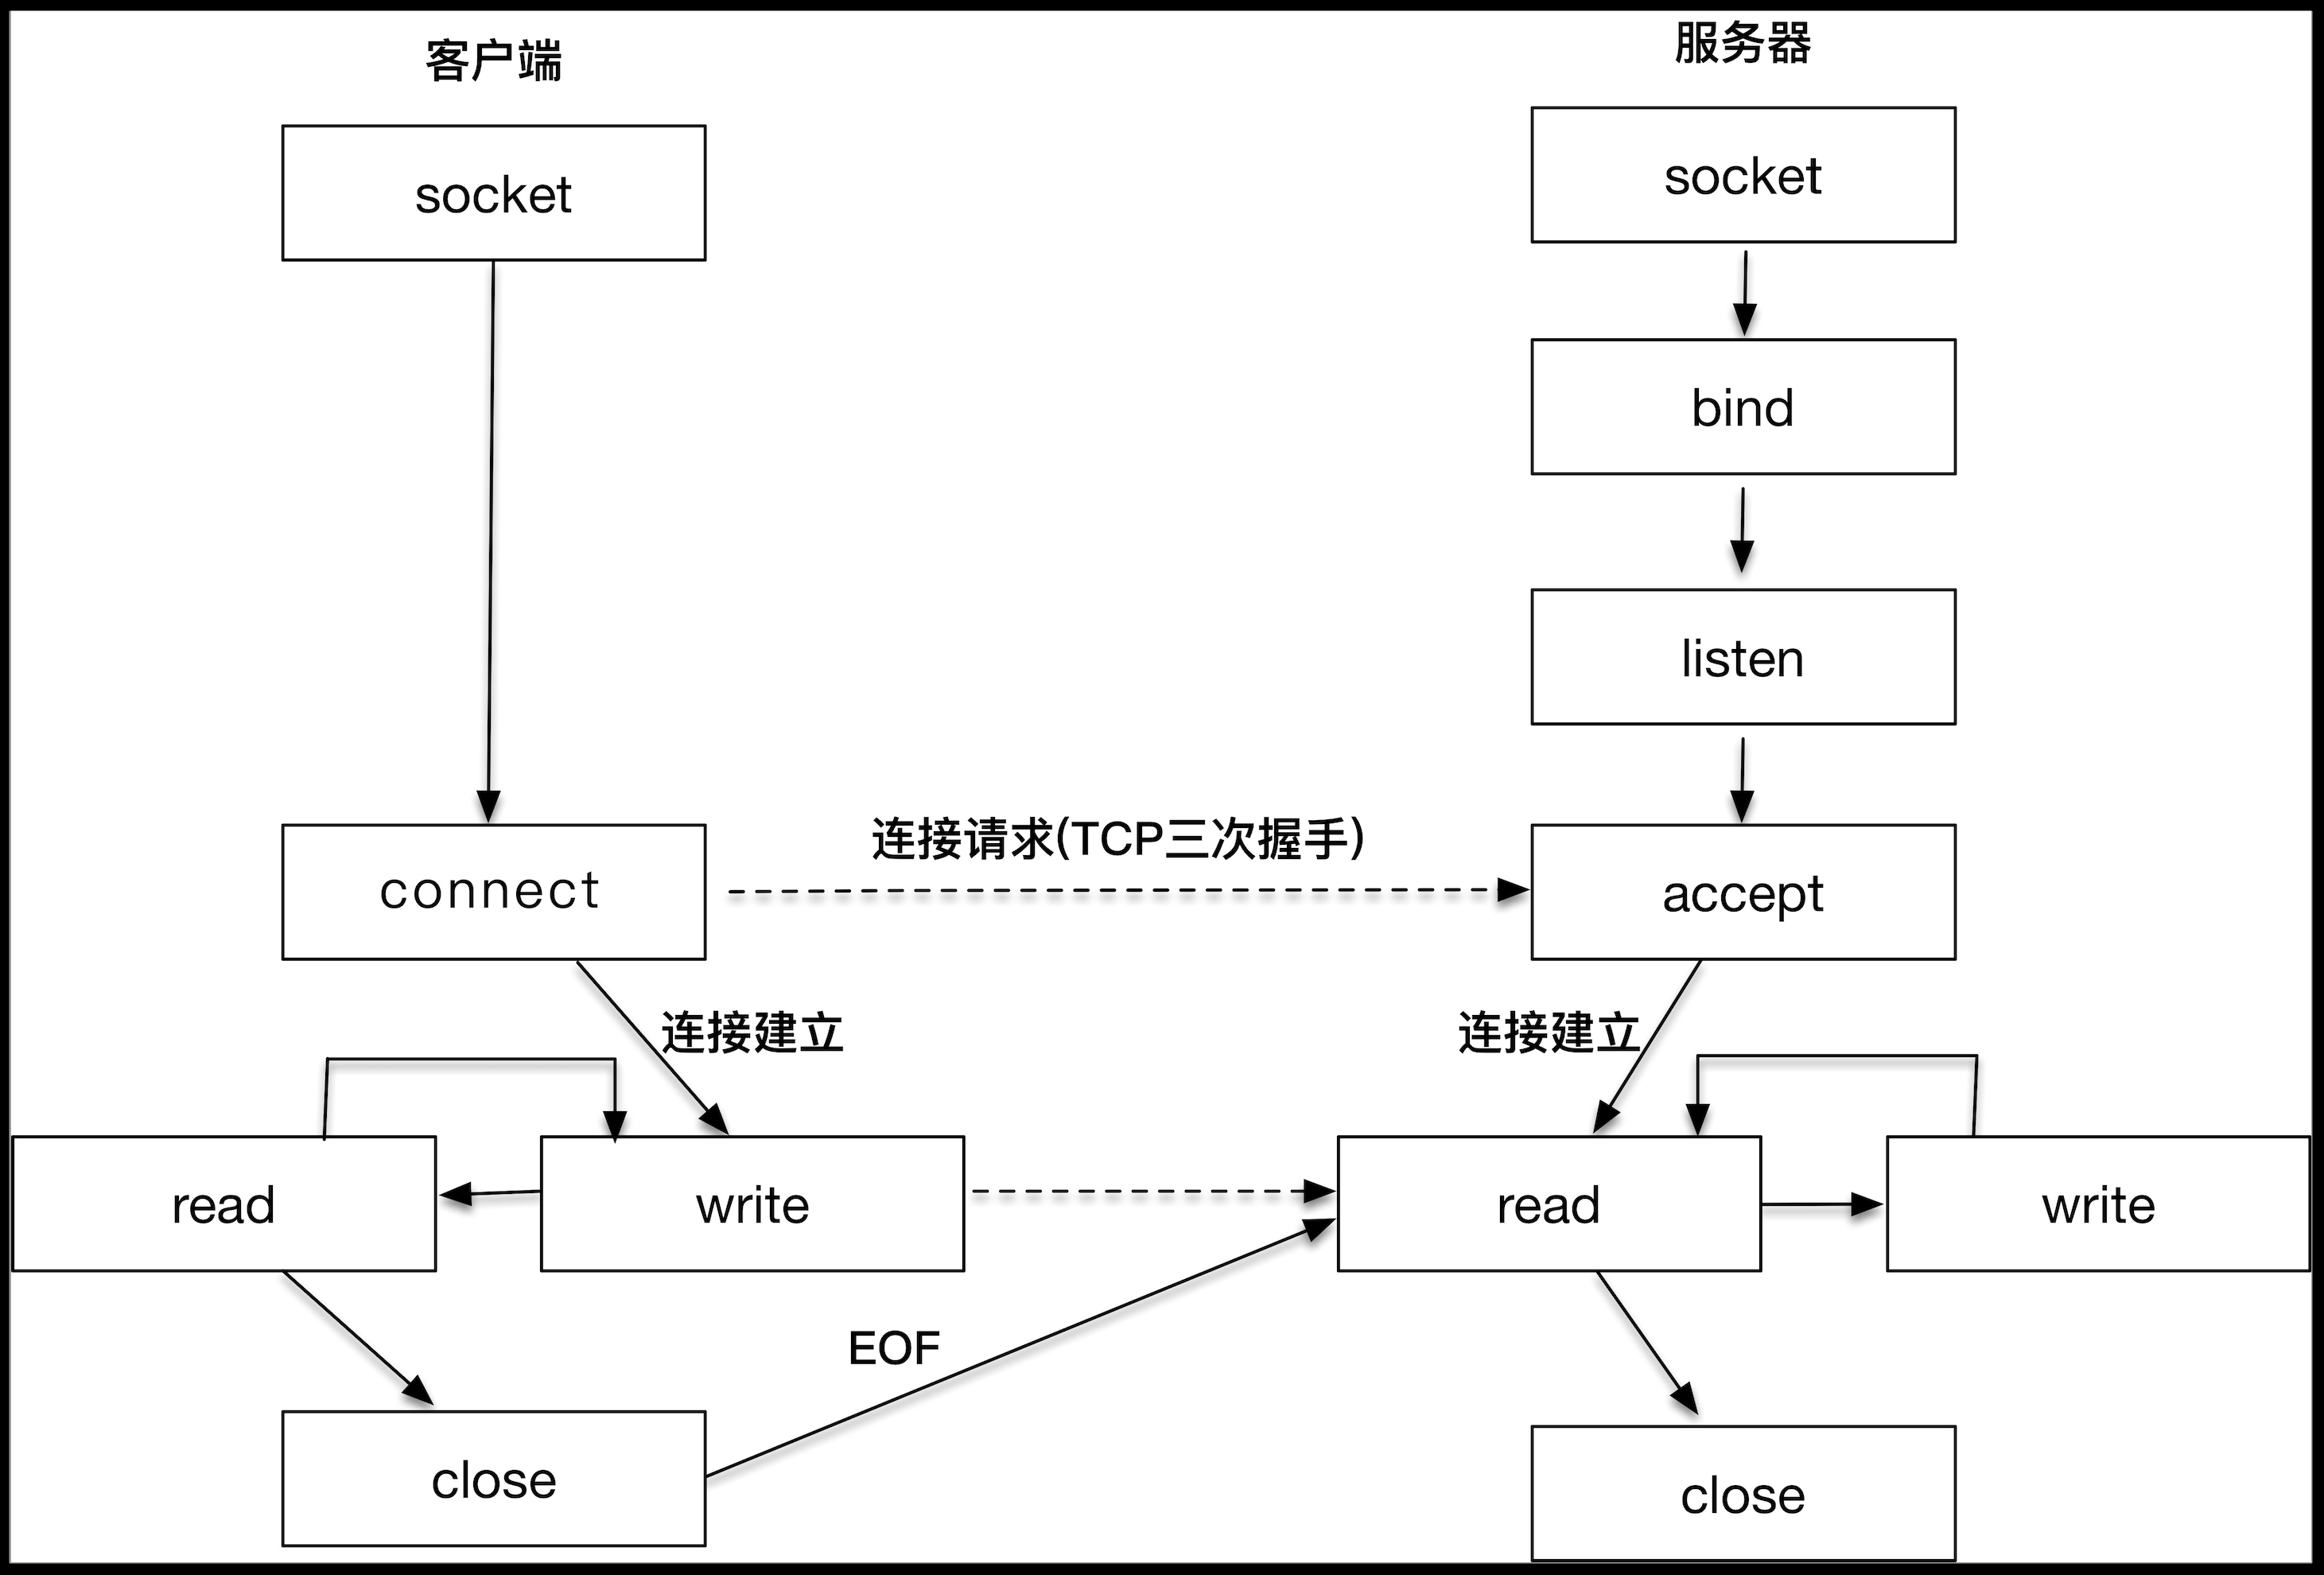 客户端
服务器
socket
socket
bind
listen
connect
连接请求(TCP三次握手)
accept
连接建立
连接建立
read
write
read
write
EOF
close
close